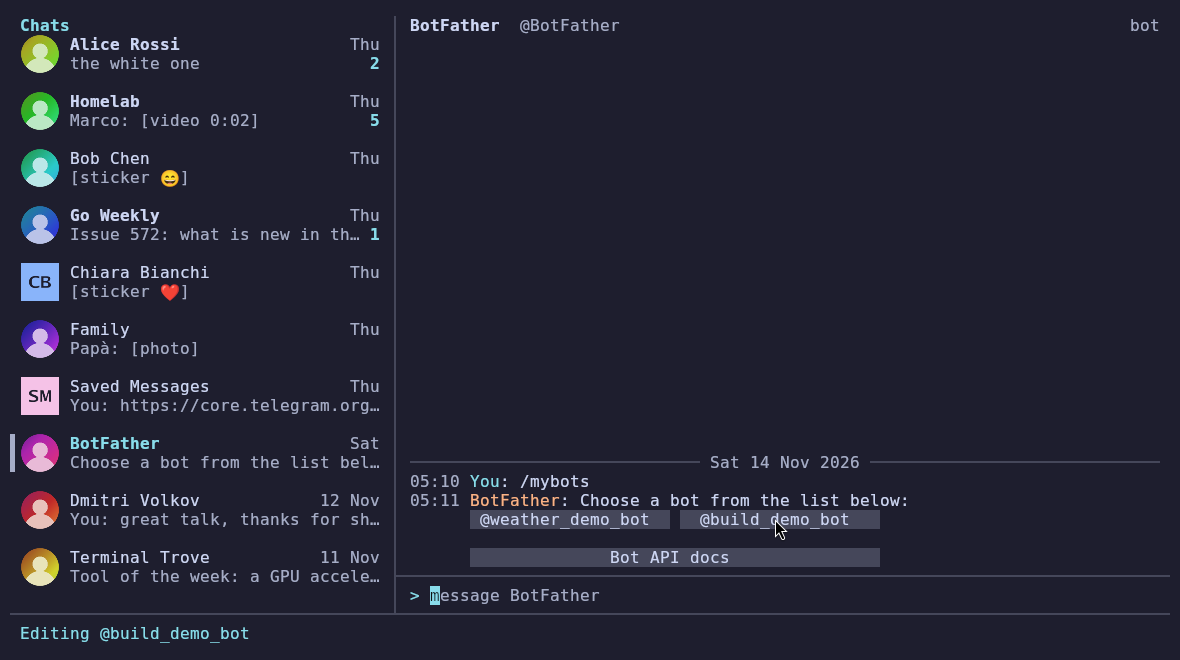 Chats
Alice Rossi Thu
the white one 2
Homelab Thu
Marco: [video 0:02] 5
Bob Chen Thu
[sticker 😄]
Go Weekly Thu
Issue 572: what is new in th… 1
CB
Chiara Bianchi Thu
[sticker ❤️]
Family Thu
Papà: [photo]
SM
Saved Messages Thu
You: https://core.telegram.org…
BotFather Sat
Choose a bot from the list bel…
Dmitri Volkov 12 Nov
You: great talk, thanks for sh…
Terminal Trove 11 Nov
Tool of the week: a GPU accele…
BotFather @BotFather bot
Sat 14 Nov 2026
05:10 You: /mybots
05:11 BotFather: Choose a bot from the list below:
@weather_demo_bot @build_demo_bot
Bot API docs
> message BotFather
Editing @build_demo_bot